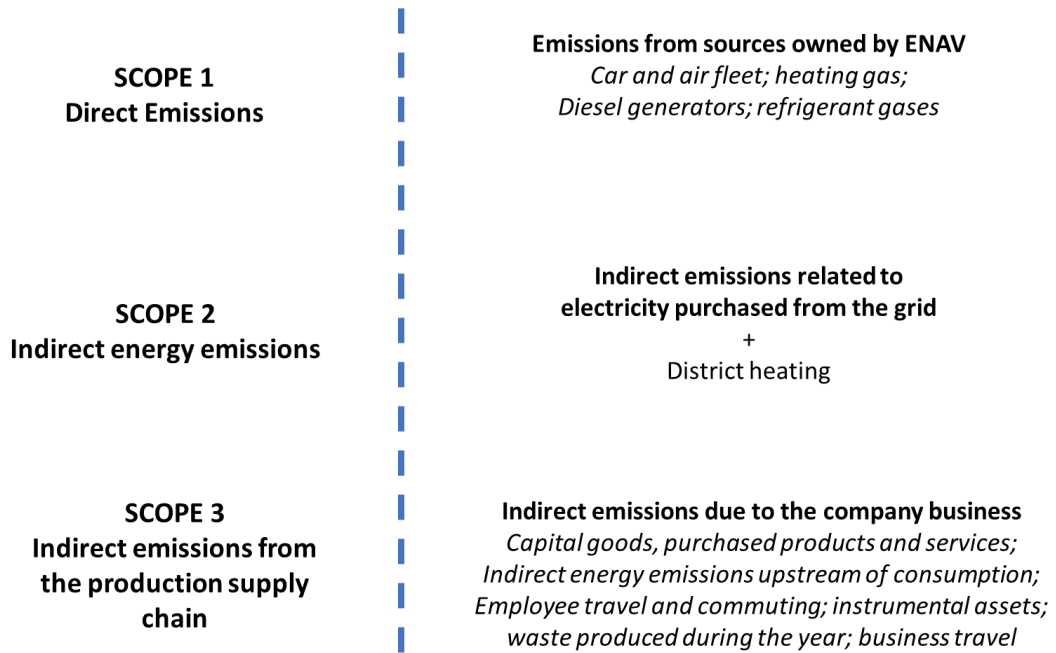 SCOPE 1
Direct Emissions
Emissions from sources owned by ENAV
Car and air fleet; heating gas;
Diesel generators; refrigerant gases
SCOPE 2
Indirect energy emissions
Indirect emissions related to
electricity purchased from the grid
+
District heating
SCOPE 3
Indirect emissions from
the production supply
chain
Indirect emissions due to the company business
Capital goods, purchased products and services;
Indirect energy emissions upstream of consumption;
Employee travel and commuting; instrumental assets;
waste produced during the year; business travel